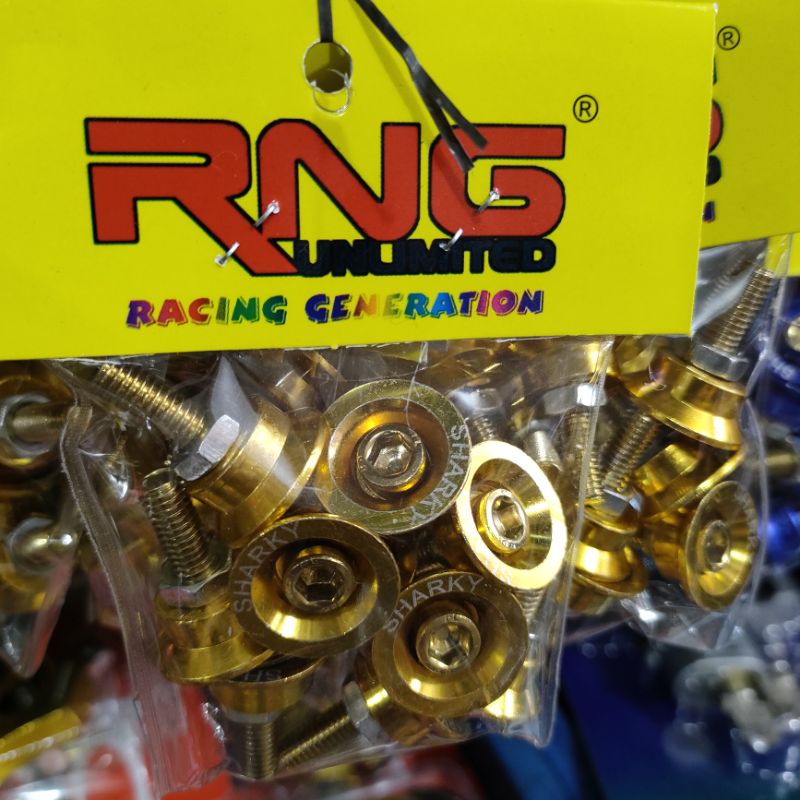 RNG®
UNLIMITED
RACING GENERATION
SHARKY
SHARKY
SHARKY
®